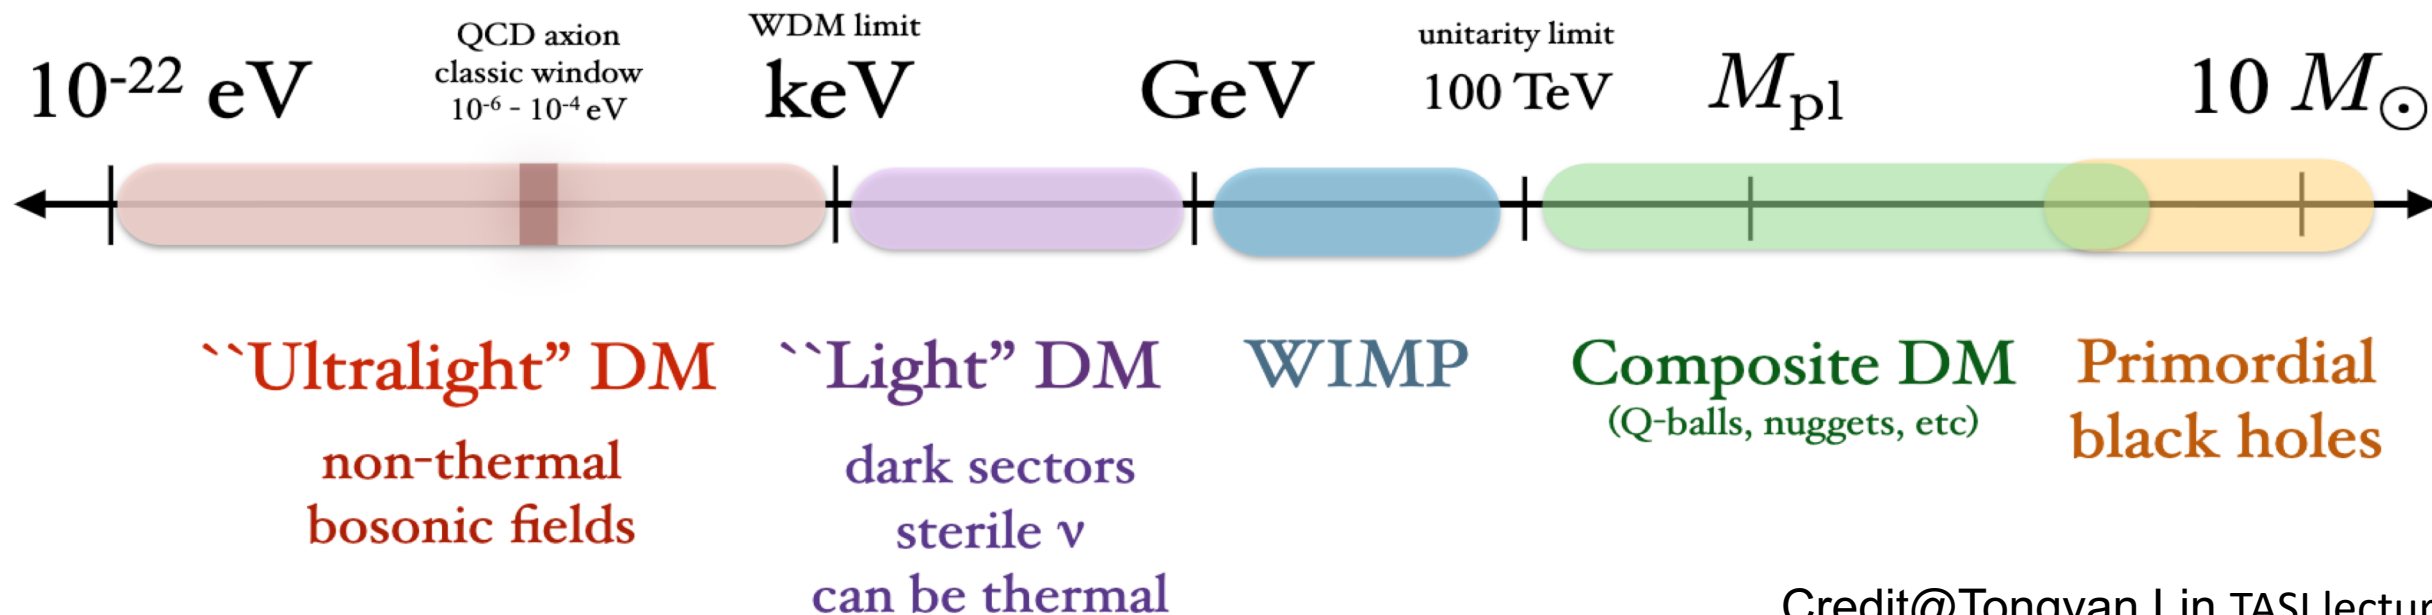 10⁻²² eV
QCD axion
classic window
10⁻⁶ - 10⁻⁴ eV
WDM limit
keV
GeV
unitarity limit
100 TeV
Mpl
10 M☉
``Ultralight” DM
non-thermal
bosonic fields
``Light” DM
dark sectors
sterile ν
can be thermal
WIMP
Composite DM
(Q-balls, nuggets, etc)
Primordial
black holes
Credit@Tongyan Lin TASI lectur